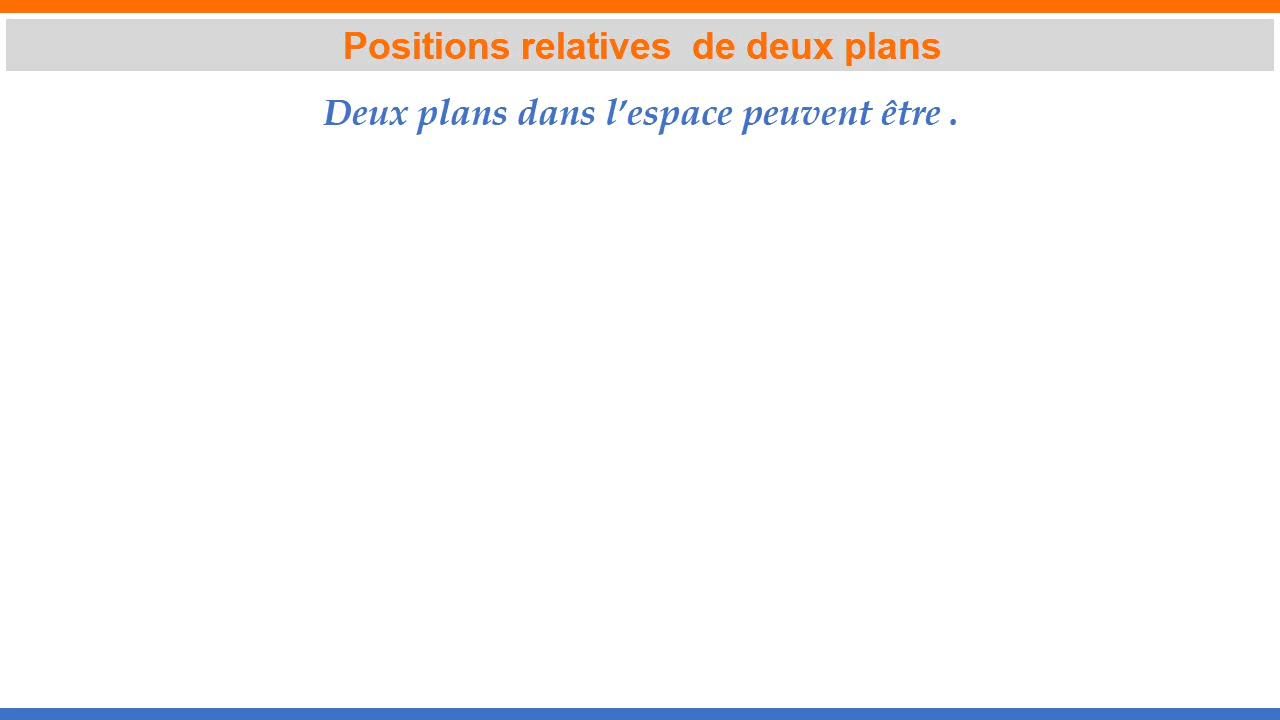 Positions relatives  de deux plans
Deux plans dans l’espace peuvent être .